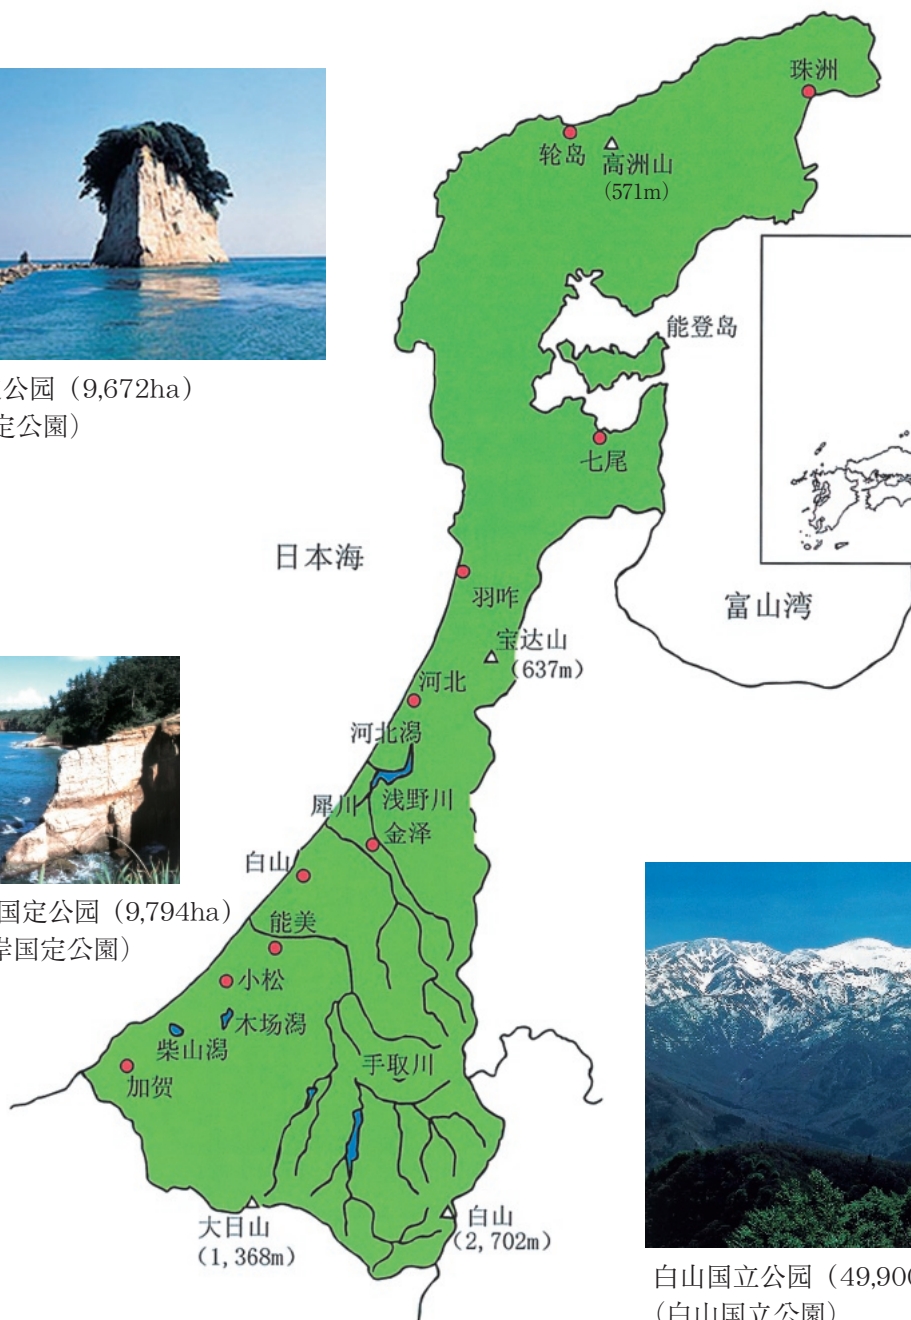 珠洲
轮岛
高洲山
(571m)
公园（9,672ha）
定公園）
能登岛
七尾
日本海
羽咋
富山湾
宝达山
(637m)
河北
河北潟
犀川
浅野川
金泽
白山
国定公园（9,794ha）
岸国定公園）
能美
小松
木场潟
柴山潟
手取川
加贺
大日山
(1,368m)
白山
(2,702m)
白山国立公园（49,900
（白山国立公園）